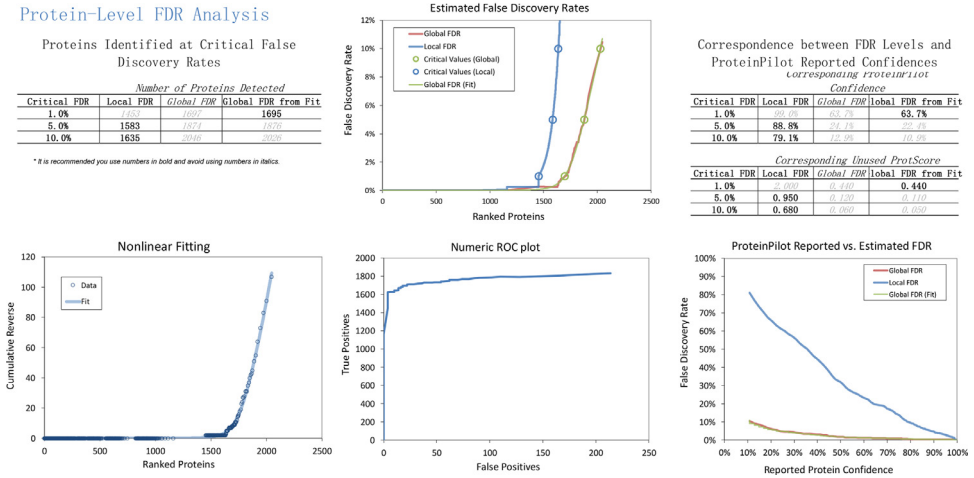 Protein-Level FDR Analysis
Proteins Identified at Critical False
Discovery Rates
Number of Proteins Detected
Critical FDR Local FDR Global FDR Global FDR from Fit
1.0% 1453 1697 1695
5.0% 1583 1874 1876
10.0% 1635 2046 2026
* It is recommended you use numbers in bold and avoid using numbers in italics.
Estimated False Discovery Rates
False Discovery Rate
12%
10%
8%
6%
4%
2%
0%
Global FDR
Local FDR
Critical Values (Global)
Critical Values (Local)
Global FDR (Fit)
0 500 1000 1500 2000 2500
Ranked Proteins
Correspondence between FDR Levels and
ProteinPilot Reported Confidences
Corresponding ProteinPilot
Confidence
Critical FDR Local FDR Global FDR lobal FDR from Fit
1.0% 99.0% 63.7% 63.7%
5.0% 88.8% 24.1% 22.4%
10.0% 79.1% 12.9% 10.9%
Corresponding Unused ProtScore
Critical FDR Local FDR Global FDR lobal FDR from Fit
1.0% 2.000 0.440 0.440
5.0% 0.950 0.120 0.110
10.0% 0.680 0.060 0.050
Nonlinear Fitting
Cumulative Reverse
120
100
80
60
40
20
0
Data
Fit
0 500 1000 1500 2000 2500
Ranked Proteins
Numeric ROC plot
True Positives
2000
1800
1600
1400
1200
1000
800
600
400
200
0
0 50 100 150 200 250
False Positives
ProteinPilot Reported vs. Estimated FDR
False Discovery Rate
100%
90%
80%
70%
60%
50%
40%
30%
20%
10%
0%
Global FDR
Local FDR
Global FDR (Fit)
0% 10% 20% 30% 40% 50% 60% 70% 80% 90% 100%
Reported Protein Confidence